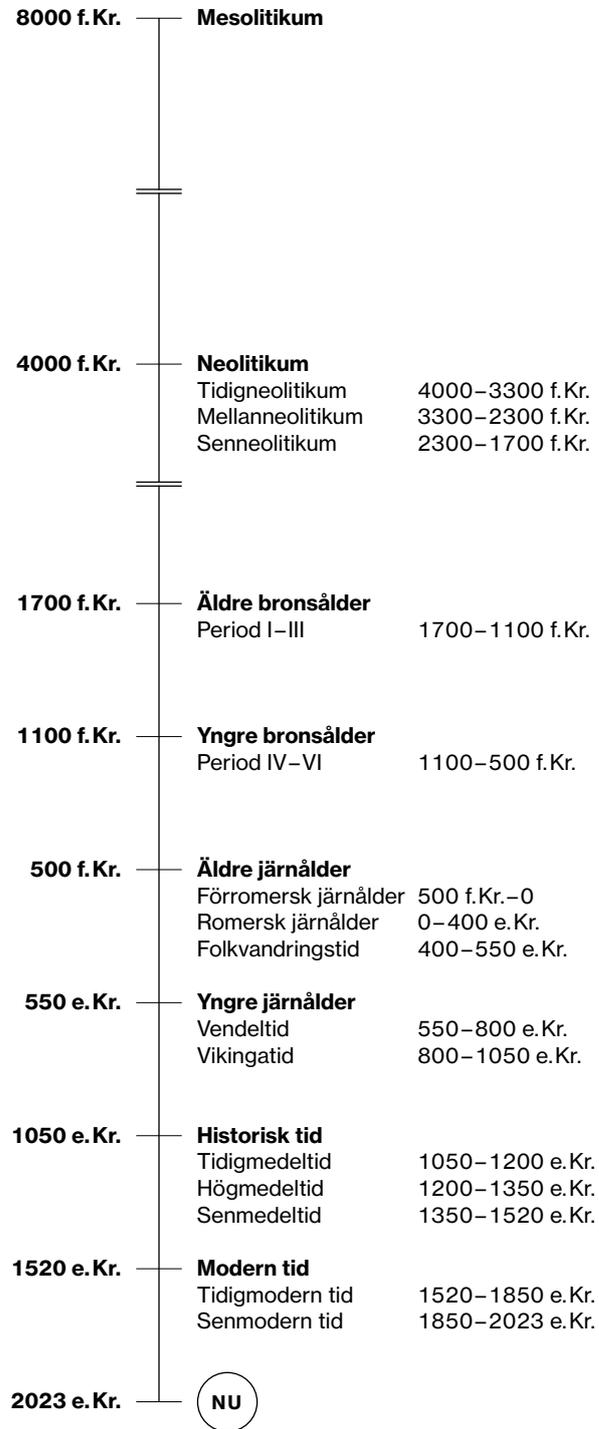 8000 f.Kr. Mesolitikum
4000 f.Kr. Neolitikum
Tidigneolitikum 4000–3300 f.Kr.
Mellanneolitikum 3300–2300 f.Kr.
Senneolitikum 2300–1700 f.Kr.
1700 f.Kr. Äldre bronsålder
Period I–III 1700–1100 f.Kr.
1100 f.Kr. Yngre bronsålder
Period IV–VI 1100–500 f.Kr.
500 f.Kr. Äldre järnålder
Förromersk järnålder 500 f.Kr.–0
Romersk järnålder 0–400 e.Kr.
Folkvandringstid 400–550 e.Kr.
550 e.Kr. Yngre järnålder
Vendeltid 550–800 e.Kr.
Vikingatid 800–1050 e.Kr.
1050 e.Kr. Historisk tid
Tidigmedeltid 1050–1200 e.Kr.
Högmedeltid 1200–1350 e.Kr.
Senmedeltid 1350–1520 e.Kr.
1520 e.Kr. Modern tid
Tidigmodern tid 1520–1850 e.Kr.
Senmodern tid 1850–2023 e.Kr.
2023 e.Kr. NU